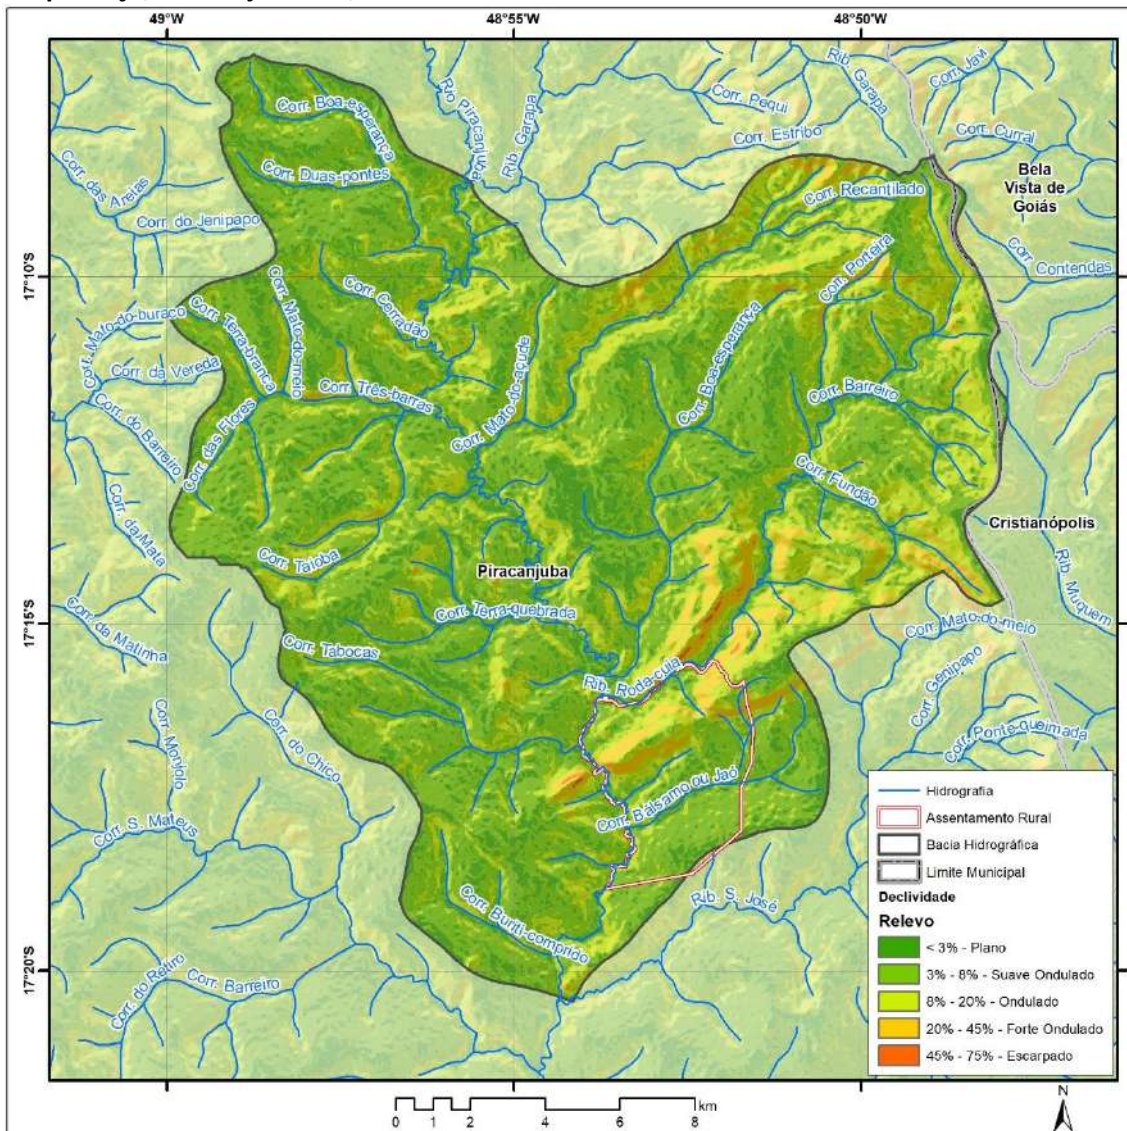 49°W
48°55'W
48°50'W
17°10'S
17°15'S
17°20'S
Corr. Boa-esperança
Rio Piracanjuba
Rib. Garapa
Corr. Pequi
Rib. Garapa
Corr. Javi
Corr. Estribo
Corr. Curral
Bela
Vista de
Goiás
Corr. das Areias
Corr. Duas-pontes
Corr. Recantilado
Corr. do Jenipapo
Corr. Contendas
Corr. Porteira
Corr. Mato-do-buraco
Corr. Terra-branca
Corr. Mato-do-meio
Corr. Cerradão
Corr. Boa-esperança
Corr. da Vereda
Corr. Três-barras
Corr. Mato-do-açude
Corr. Barreiro
Corr. do Barreiro
Corr. das Flores
Corr. Fundão
Corr. da Mata
Cristianópolis
Corr. Taioba
Piracanjuba
Rib. Muquem
Corr. Terra-quebrada
Corr. da Matinha
Corr. Tabocas
Rib. Roda-cuia
Corr. Mato-do-meio
Corr. Genipapo
Corr. Monjolo
Corr. do Chico
Corr. Ponte-queimada
Corr. S. Mateus
Corr. Bálsamo ou Jaó
Corr. Buriti-comprido
Rib. S. José
Corr. do Retiro
Corr. Barreiro
Hidrografia
Assentamento Rural
Bacia Hidrográfica
Limite Municipal
Declividade
Relevo
< 3% - Plano
3% - 8% - Suave Ondulado
8% - 20% - Ondulado
20% - 45% - Forte Ondulado
45% - 75% - Escarpado
0 1 2 4 6 8 km
N